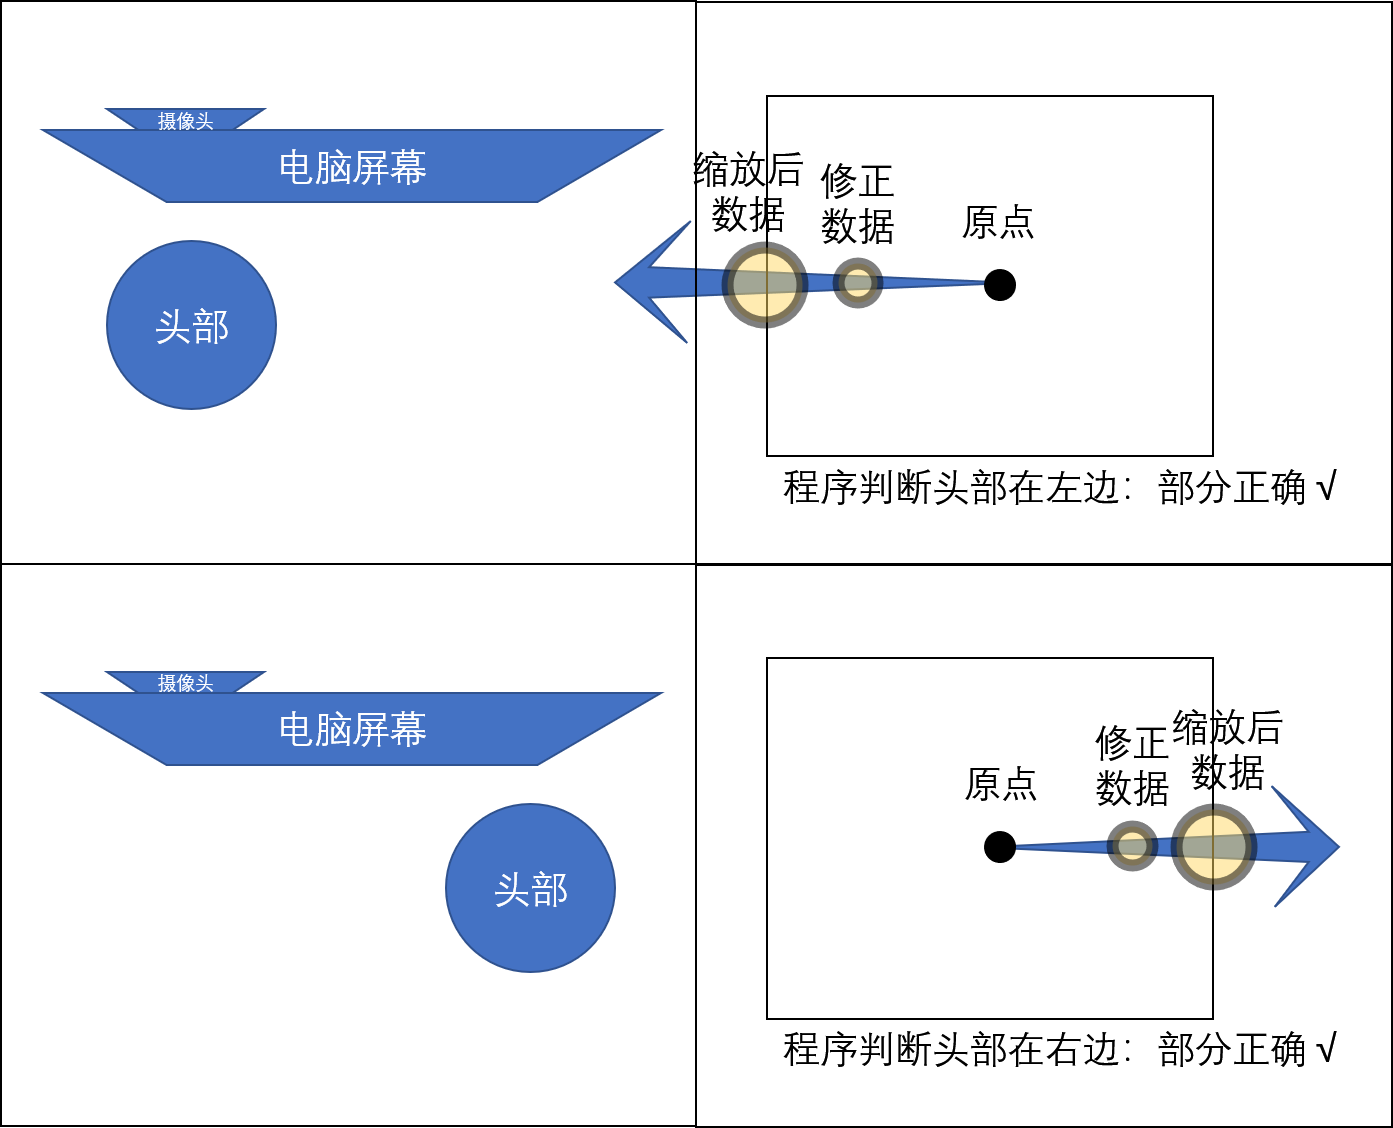 摄像头
电脑屏幕
头部
缩放后
数据
修正
数据
原点
程序判断头部在左边：部分正确√
摄像头
电脑屏幕
头部
原点
修正
数据
缩放后
数据
程序判断头部在右边：部分正确√